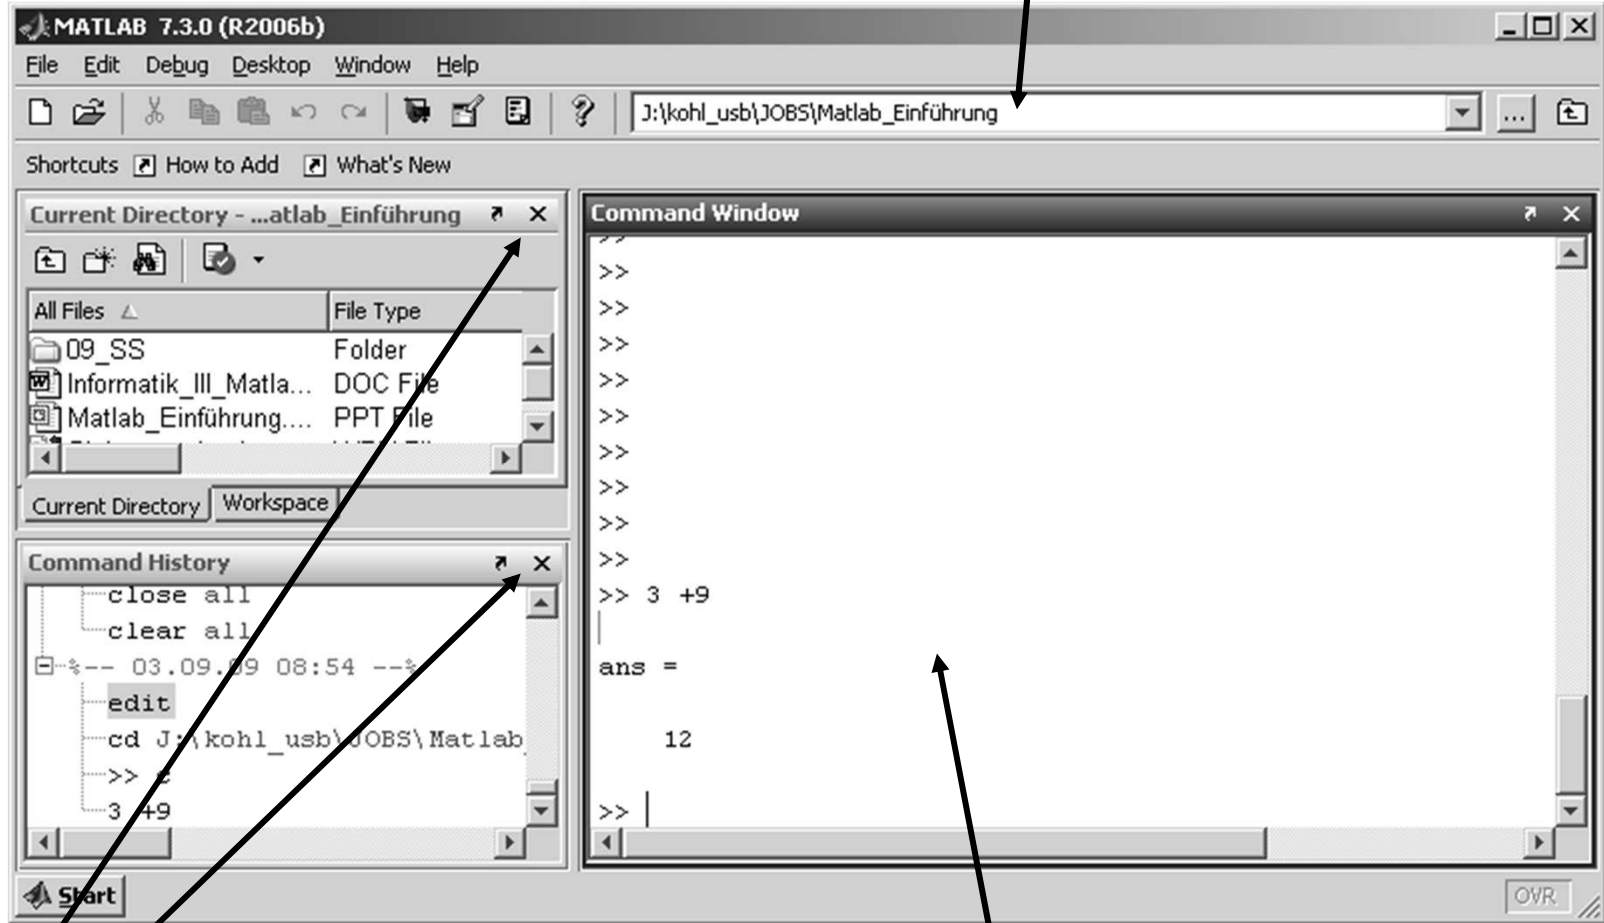 MATLAB 7.3.0 (R2006b)
File Edit Debug Desktop Window Help
J:\kohl_usb\JOBS\Matlab_Einführung
...
Shortcuts How to Add What's New
Current Directory - ...atlab_Einführung
All Files File Type
09_SS Folder
Informatik_III_Matla... DOC File
Matlab_Einführung.... PPT File
Current Directory Workspace
Command History
close all
clear all
%-- 03.09.09 08:54 --%
edit
cd J:\kohl_usb\JOBS\Matlab_
>> c
3 +9
Command Window
>>
>>
>>
>>
>>
>>
>>
>>
>>
>>
>> 3 +9
ans =
12
>>
Start
OVR